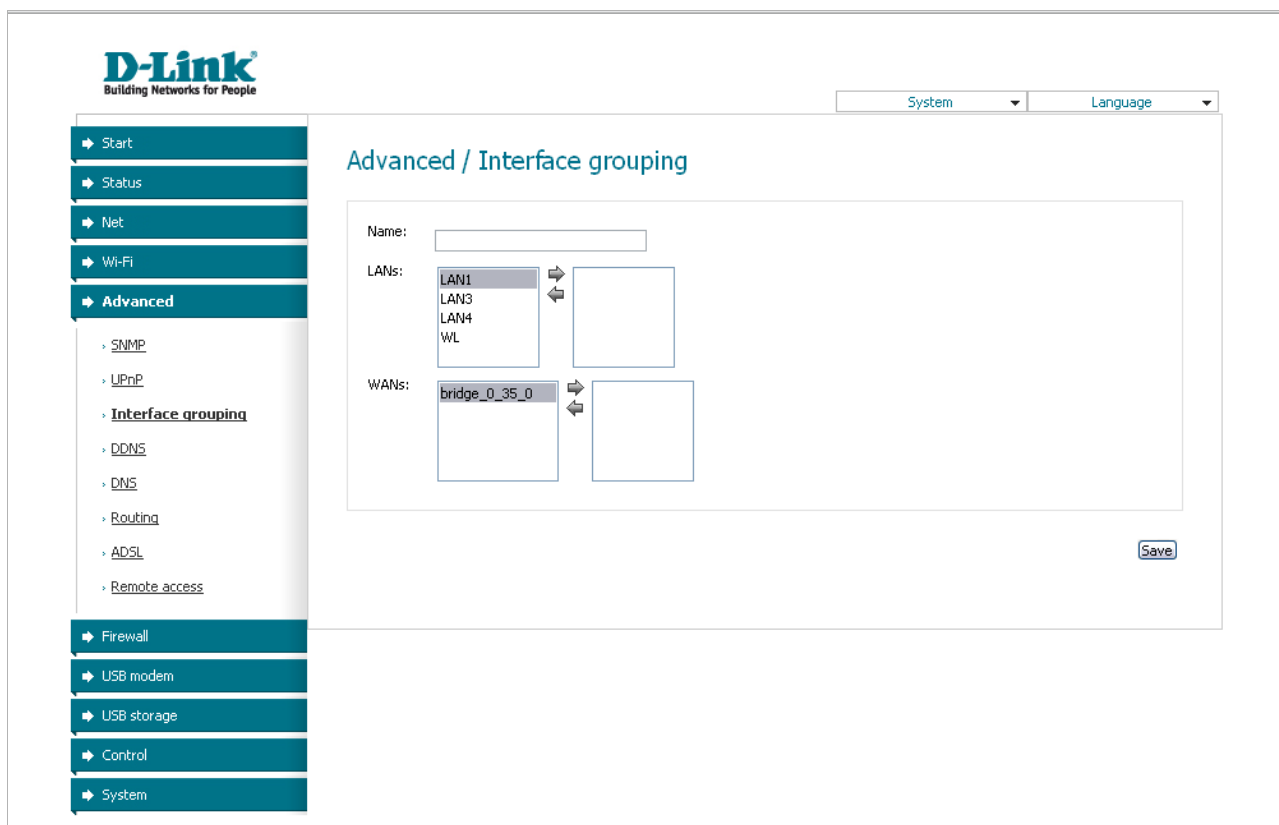 D-Link
Building Networks for People
System
Language
Start
Status
Net
Wi-Fi
Advanced
SNMP
UPnP
Interface grouping
DDNS
DNS
Routing
ADSL
Remote access
Firewall
USB modem
USB storage
Control
System
Advanced / Interface grouping
Name:
LANs:
LAN1
LAN3
LAN4
WL
WANs:
bridge_0_35_0
Save